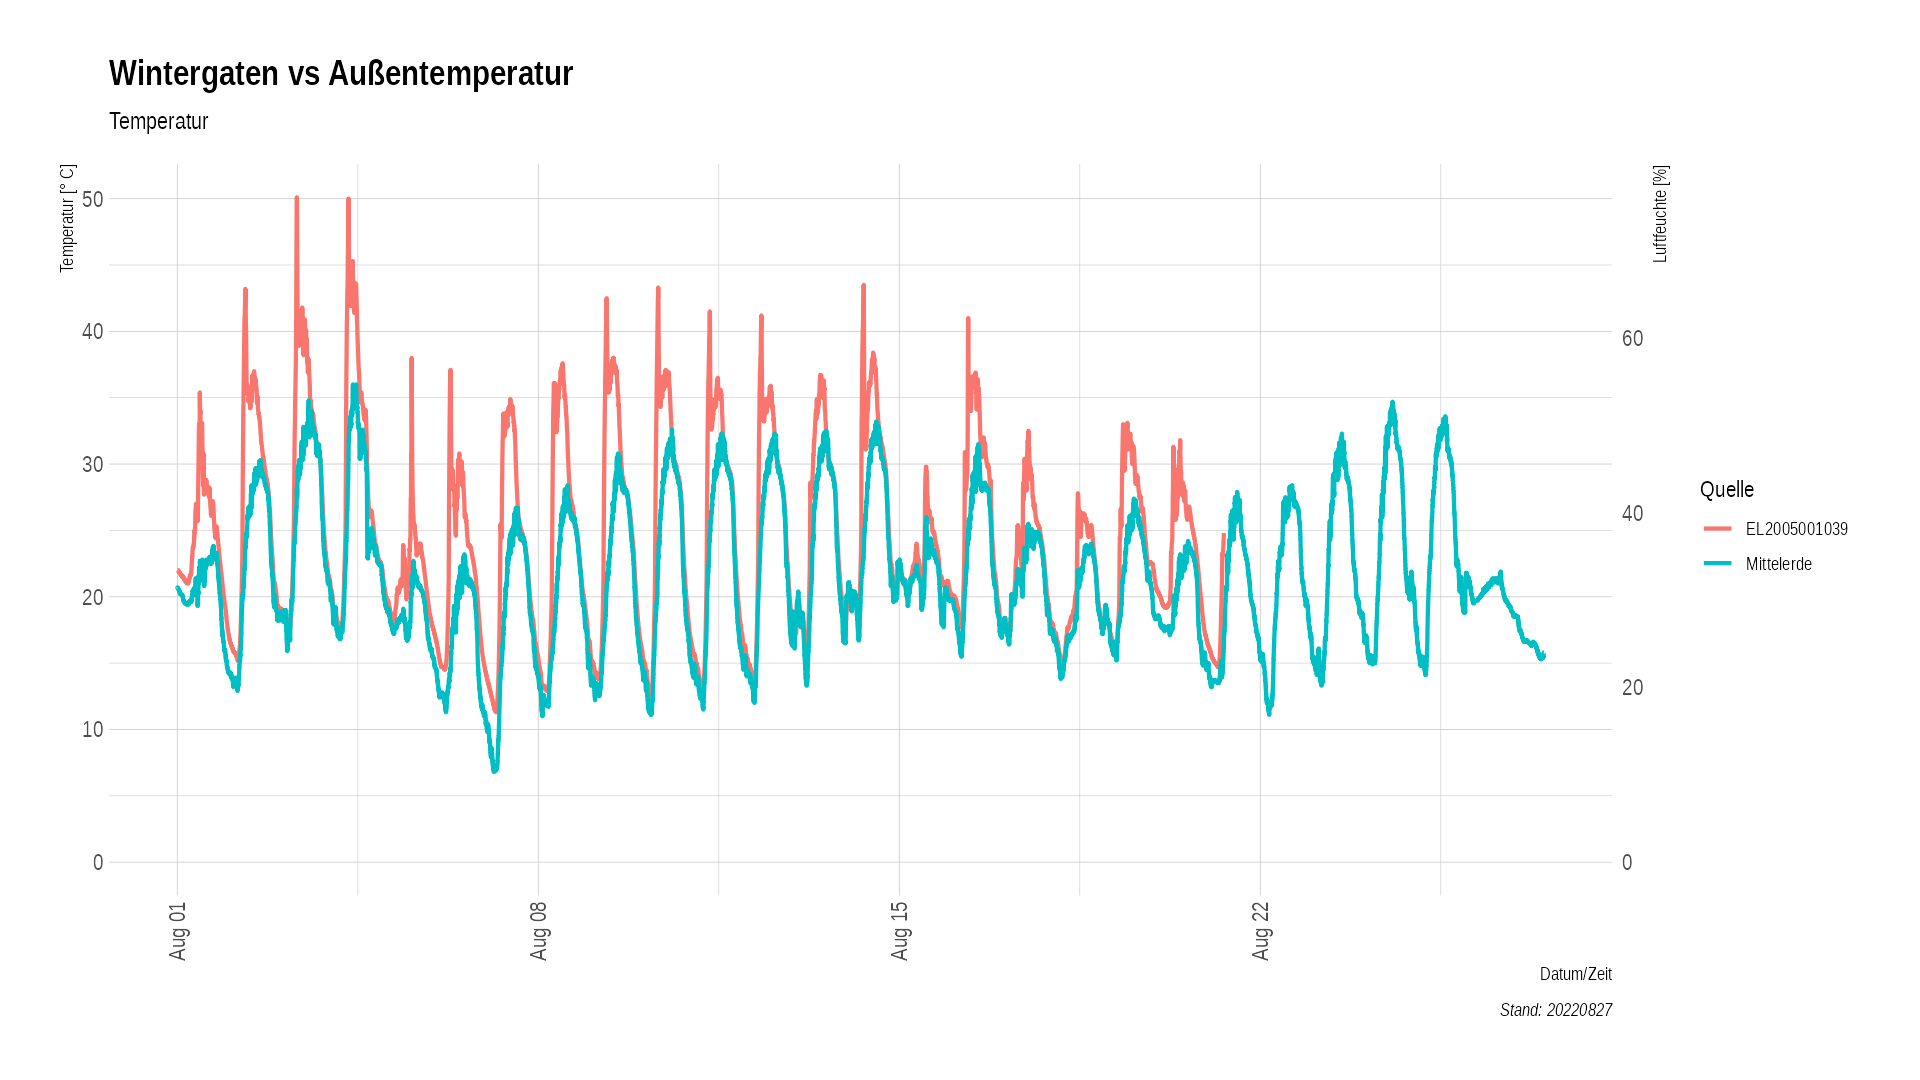 Wintergaten vs Außentemperatur
Temperatur
Temperatur [° C]
50
40
30
20
10
0
Luftfeuchte [%]
60
40
20
0
Aug 01
Aug 08
Aug 15
Aug 22
Datum/Zeit
Stand: 20220827
Quelle
EL2005001039
Mittelerde